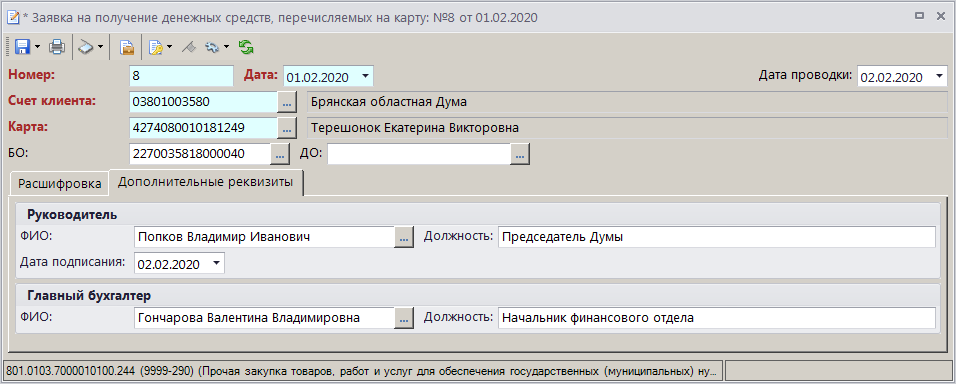 * Заявка на получение денежных средств, перечисляемых на карту: №8 от 01.02.2020
Номер: 8 Дата: 01.02.2020 Дата проводки: 02.02.2020
Счет клиента: 03801003580 ... Брянская областная Дума
Карта: 4274080010181249 ... Терешонок Екатерина Викторовна
БО: 2270035818000040 ... ДО: ...
Расшифровка Дополнительные реквизиты
Руководитель
ФИО: Попков Владимир Иванович ... Должность: Председатель Думы
Дата подписания: 02.02.2020
Главный бухгалтер
ФИО: Гончарова Валентина Владимировна ... Должность: Начальник финансового отдела
801.0103.7000010100.244 (9999-290) (Прочая закупка товаров, работ и услуг для обеспечения государственных (муниципальных) ну...